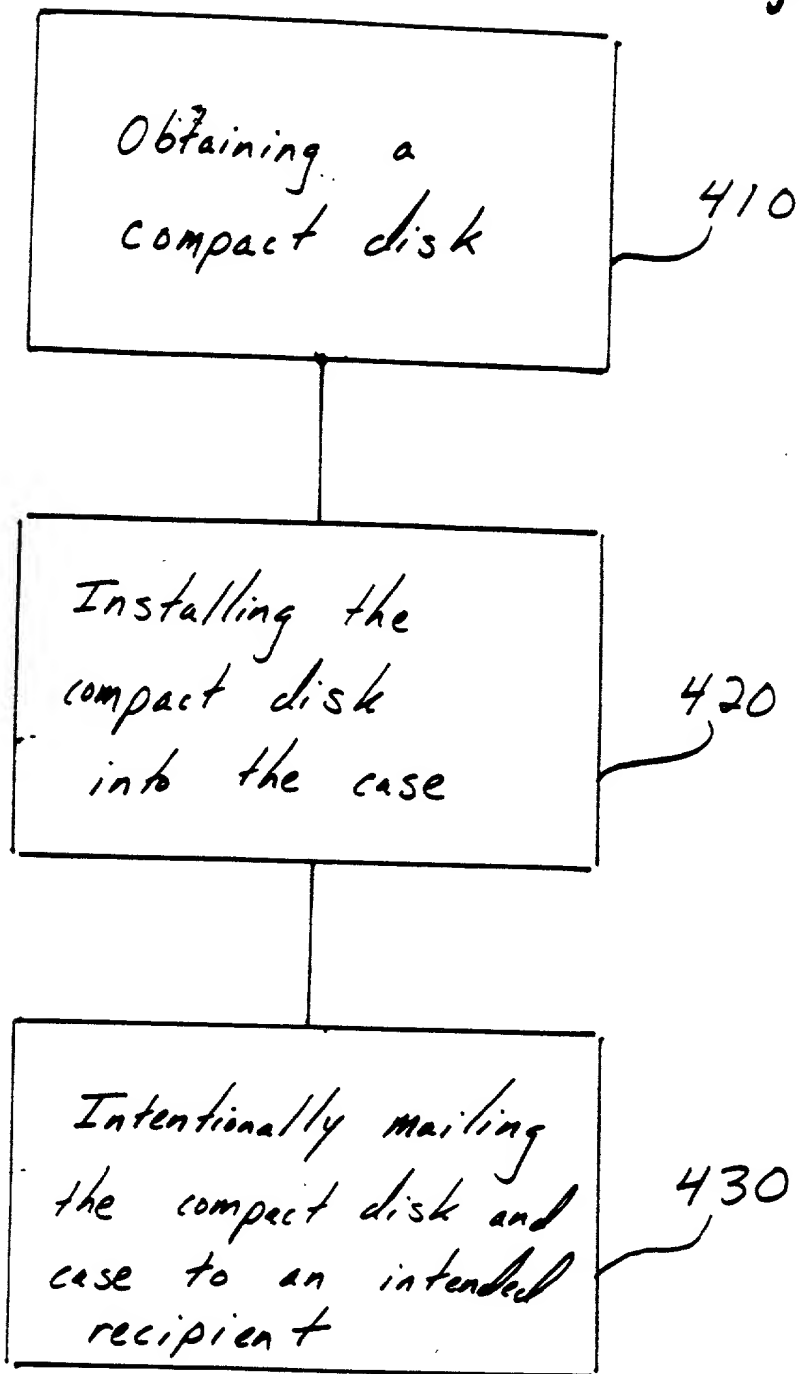 Obtaining a
compact disk
410
Installing the
compact disk
into the case
420
Intentionally mailing
the compact disk and
case to an intended
recipient
430